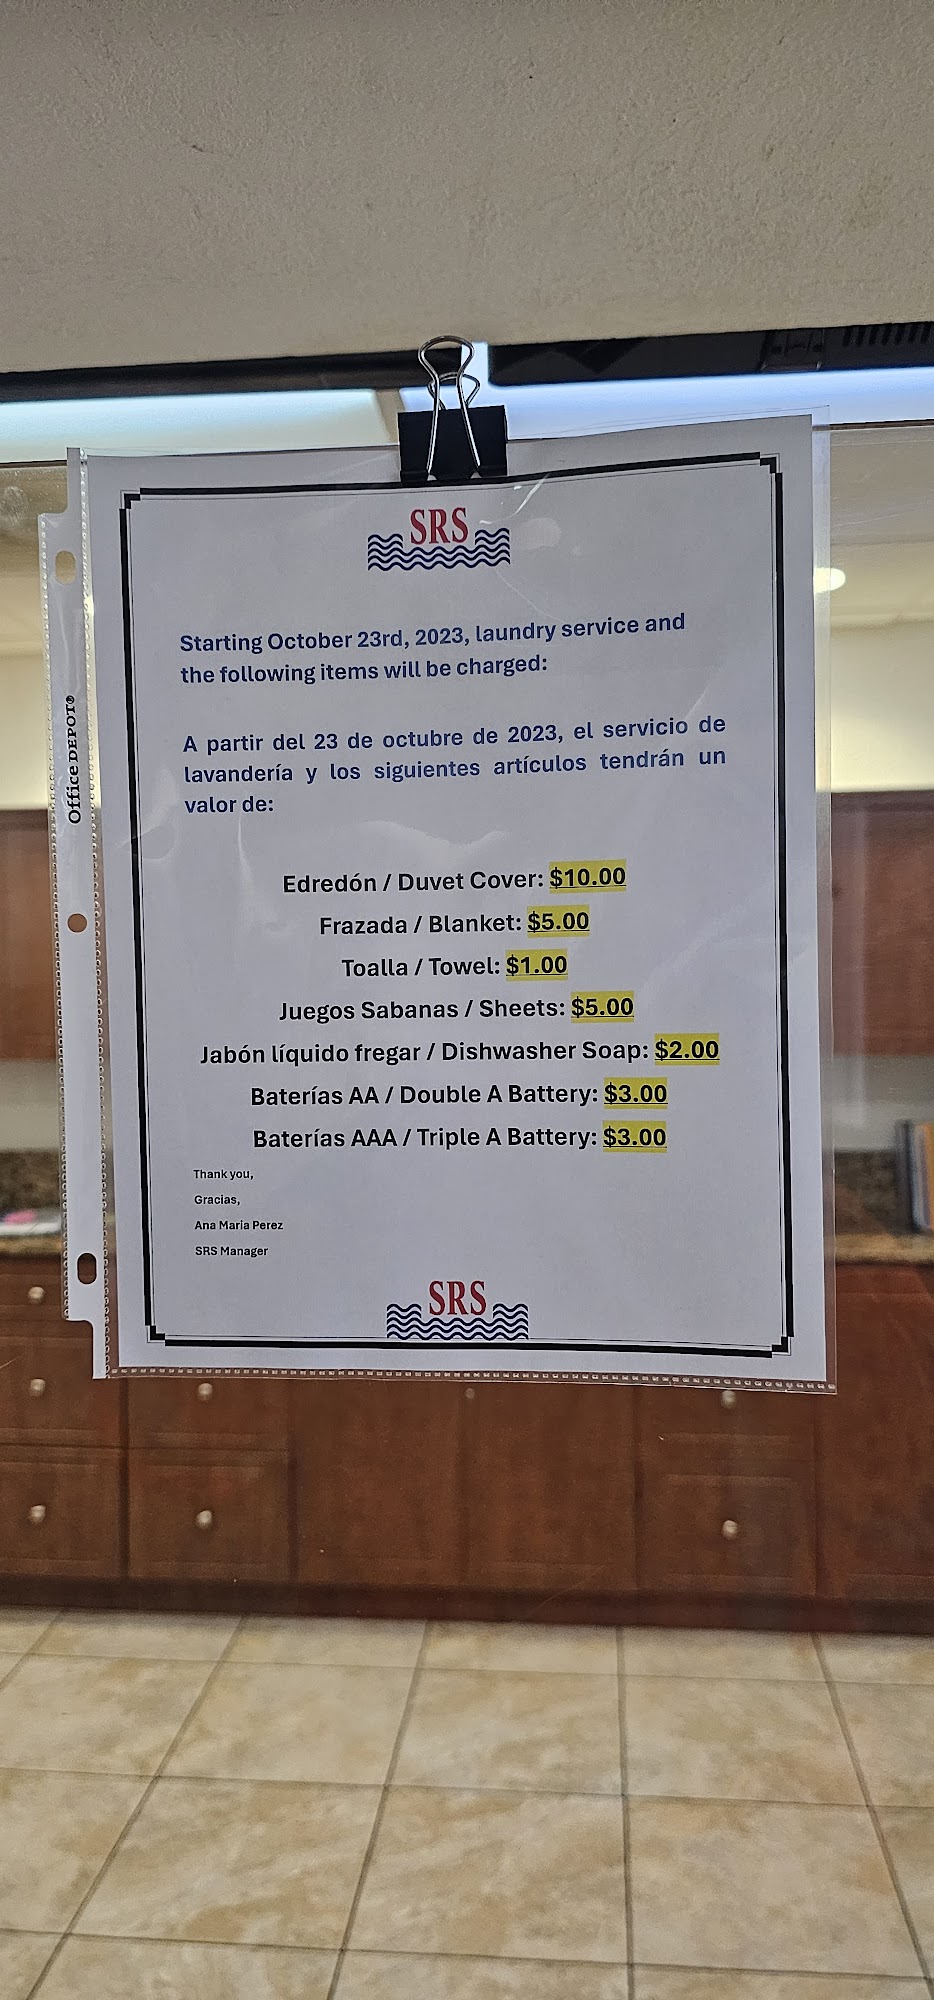 SRS
Starting October 23rd, 2023, laundry service and
the following items will be charged:
A partir del 23 de octubre de 2023, el servicio de
lavandería y los siguientes artículos tendrán un
valor de:
Edredón / Duvet Cover: $10.00
Frazada / Blanket: $5.00
Toalla / Towel: $1.00
Juegos Sabanas / Sheets: $5.00
Jabón líquido fregar / Dishwasher Soap: $2.00
Baterías AA / Double A Battery: $3.00
Baterías AAA / Triple A Battery: $3.00
Thank you,
Gracias,
Ana Maria Perez
SRS Manager
SRS
Office DEPOT®